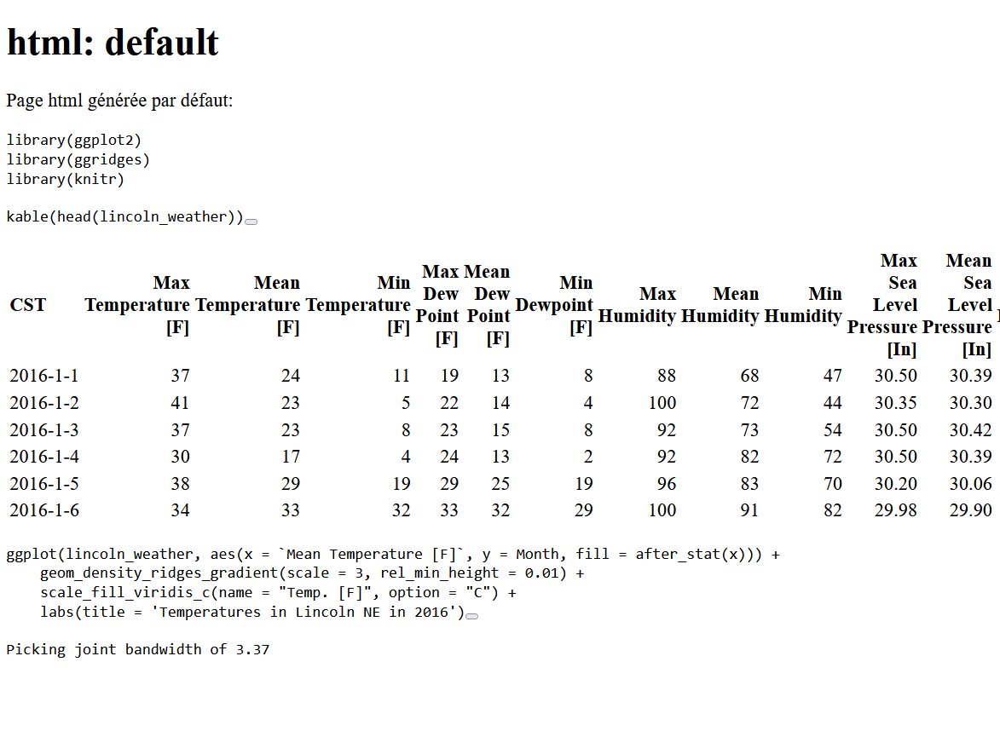 html: default
Page html générée par défaut:
library(ggplot2)
library(ggridges)
library(knitr)
kable(head(lincoln_weather))
CST Max Temperature [F] Mean Temperature [F] Min Temperature [F] Max Dew Point [F] Mean Dew Point [F] Min Dewpoint [F] Max Humidity Mean Humidity Min Humidity Max Sea Level Pressure [In] Mean Sea Level Pressure [In]
2016-1-1 37 24 11 19 13 8 88 68 47 30.50 30.39
2016-1-2 41 23 5 22 14 4 100 72 44 30.35 30.30
2016-1-3 37 23 8 23 15 8 92 73 54 30.50 30.42
2016-1-4 30 17 4 24 13 2 92 82 72 30.50 30.39
2016-1-5 38 29 19 29 25 19 96 83 70 30.20 30.06
2016-1-6 34 33 32 33 32 29 100 91 82 29.98 29.90
ggplot(lincoln_weather, aes(x = `Mean Temperature [F]`, y = Month, fill = after_stat(x))) +
    geom_density_ridges_gradient(scale = 3, rel_min_height = 0.01) +
    scale_fill_viridis_c(name = "Temp. [F]", option = "C") +
    labs(title = 'Temperatures in Lincoln NE in 2016')
Picking joint bandwidth of 3.37